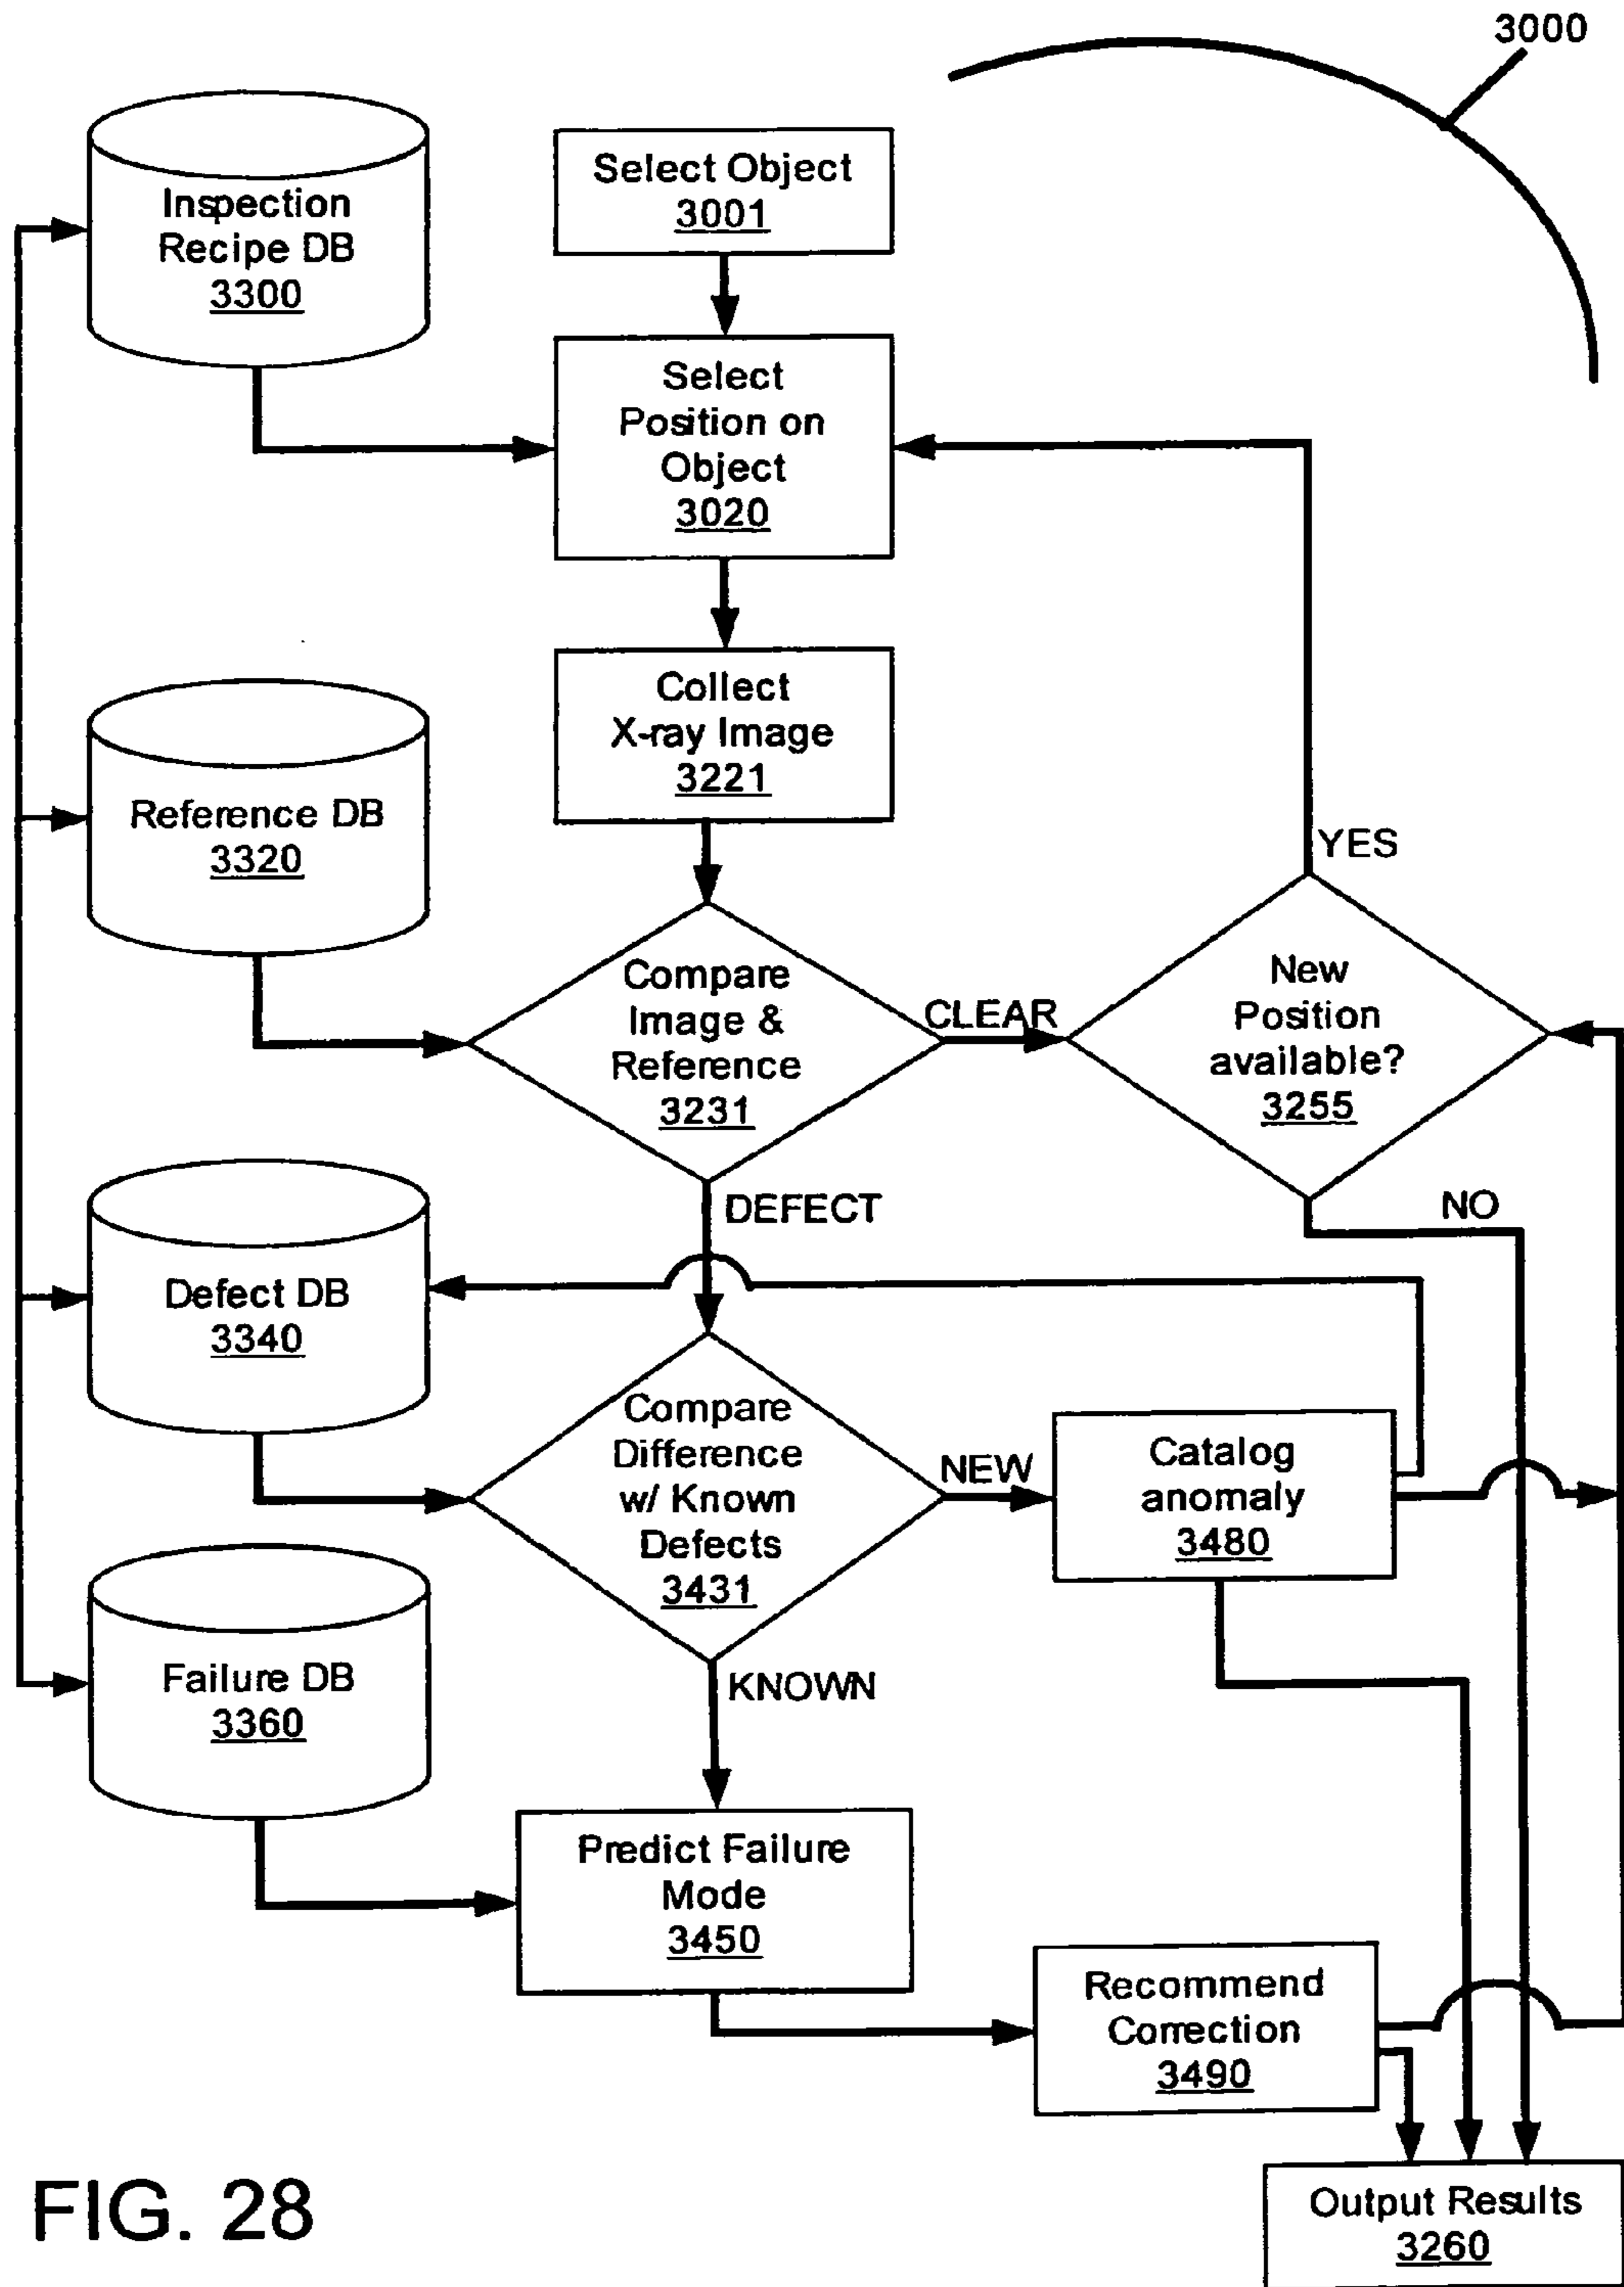 3000
Inspection
Recipe DB
3300
Select Object
3001
Select
Position on
Object
3020
Collect
X-ray Image
3221
Reference DB
3320
YES
Compare
Image &
Reference
3231
CLEAR
New
Position
available?
3255
DEFECT
NO
Defect DB
3340
Compare
Difference
w/ Known
Defects
3431
NEW
Catalog
anomaly
3480
Failure DB
3360
KNOWN
Predict Failure
Mode
3450
Recommend
Correction
3490
Output Results
3260
FIG. 28